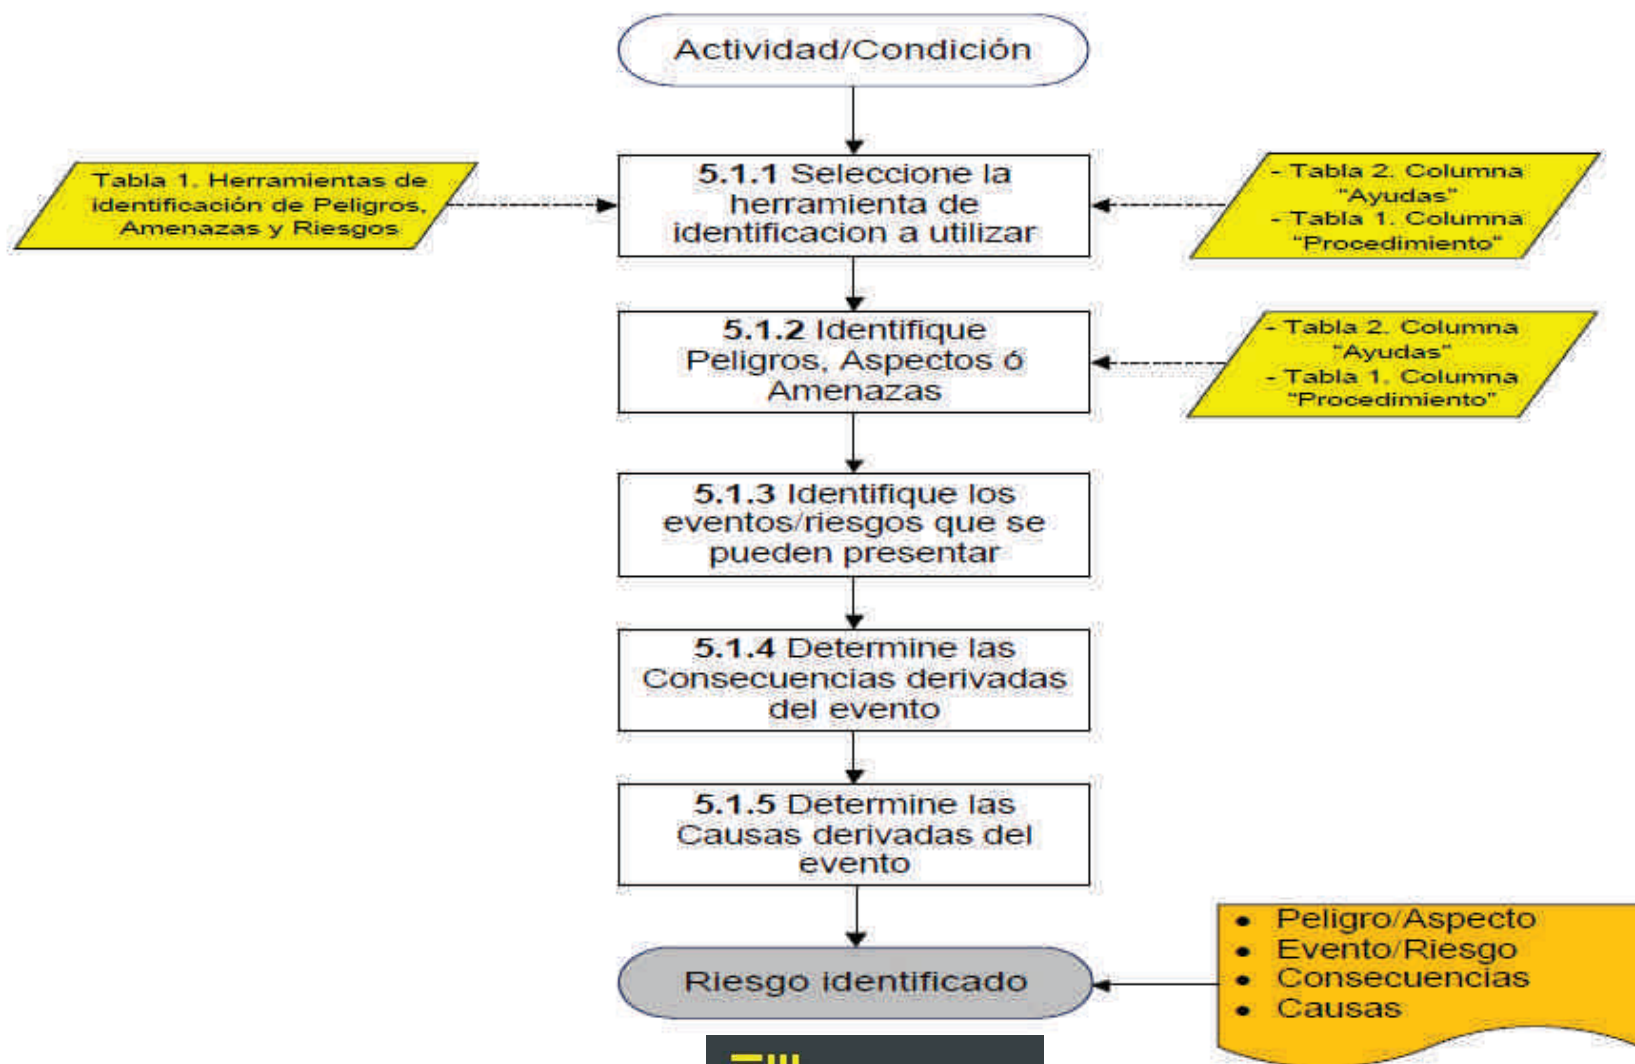 Actividad/Condición
Tabla 1. Herramientas de
identificación de Peligros,
Amenazas y Riesgos
5.1.1 Seleccione la
herramienta de
identificacion a utilizar
- Tabla 2. Columna
"Ayudas"
- Tabla 1. Columna
"Procedimiento"
5.1.2 Identifique
Peligros, Aspectos ó
Amenazas
- Tabla 2. Columna
"Ayudas"
- Tabla 1. Columna
"Procedimiento"
5.1.3 Identifique los
eventos/riesgos que se
pueden presentar
5.1.4 Determine las
Consecuencias derivadas
del evento
5.1.5 Determine las
Causas derivadas del
evento
Riesgo identificado
• Peligro/Aspecto
• Evento/Riesgo
• Consecuencias
• Causas